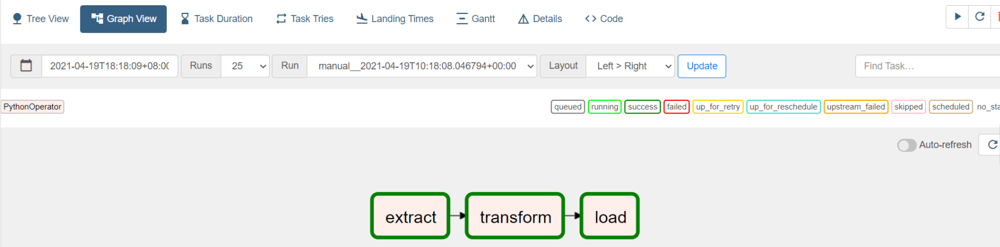 Tree View Graph View Task Duration Task Tries Landing Times Gantt Details <> Code
2021-04-19T18:18:09+08:00 Runs 25 Run manual__2021-04-19T10:18:08.046794+00:00 Layout Left > Right Update Find Task…
PythonOperator queued running success failed up_for_retry up_for_reschedule upstream_failed skipped scheduled no_sta
Auto-refresh
extract transform load